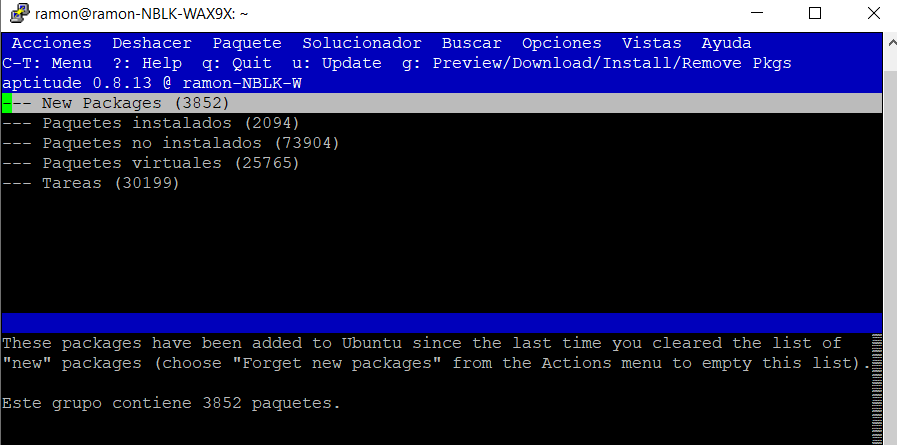 ramon@ramon-NBLK-WAX9X: ~
Acciones Deshacer Paquete Solucionador Buscar Opciones Vistas Ayuda
C-T: Menu ?: Help q: Quit u: Update g: Preview/Download/Install/Remove Pkgs
aptitude 0.8.13 @ ramon-NBLK-W
--- New Packages (3852)
--- Paquetes instalados (2094)
--- Paquetes no instalados (73904)
--- Paquetes virtuales (25765)
--- Tareas (30199)
These packages have been added to Ubuntu since the last time you cleared the list of
"new" packages (choose "Forget new packages" from the Actions menu to empty this list).
Este grupo contiene 3852 paquetes.